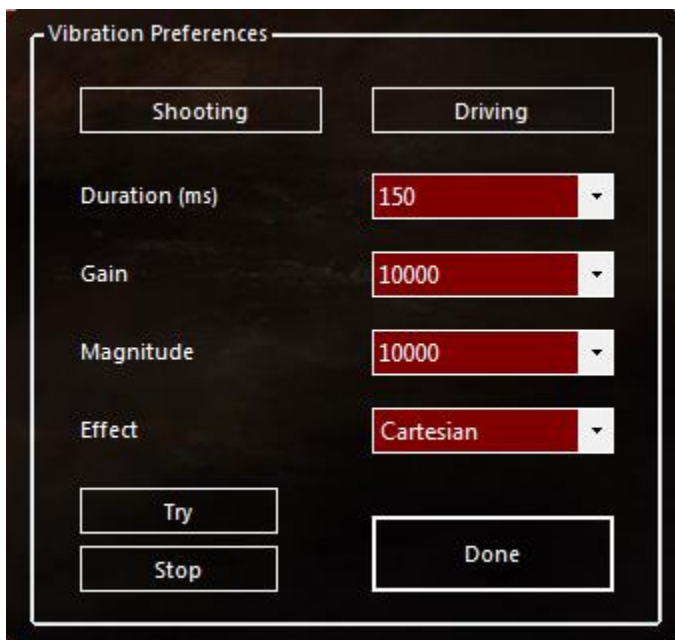 Vibration Preferences
Shooting Driving
Duration (ms) 150
Gain 10000
Magnitude 10000
Effect Cartesian
Try
Stop
Done